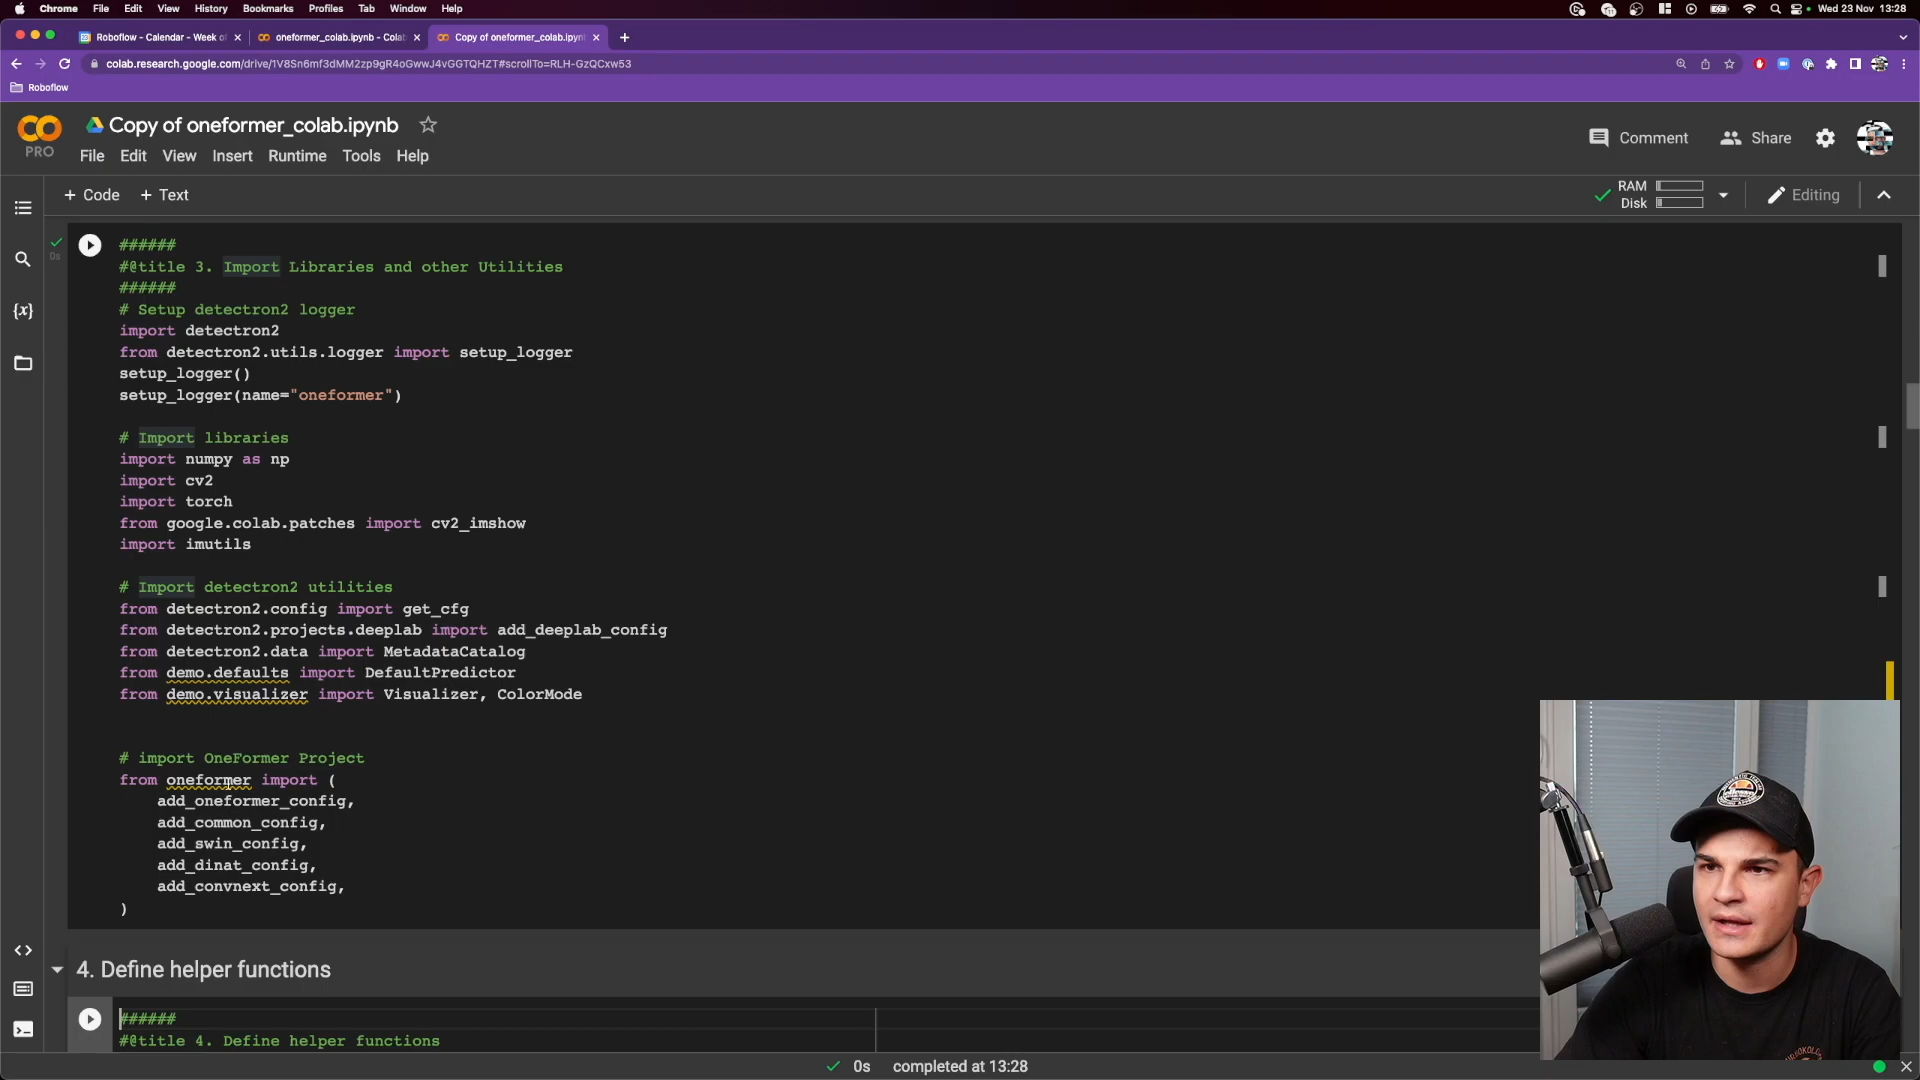 Chrome File Edit View History Bookmarks Profiles Tab Window Help Wed 23 Nov 13:28
Roboflow - Calendar - Week of oneformer_colab.ipynb - Colab Copy of oneformer_colab.ipynb
colab.research.google.com/drive/1V8Sn6mf3dMM2zp9gR4oGwwJ4vGGTQHZT#scrollTo=RLH-GzQCxw53
Roboflow
Copy of oneformer_colab.ipynb
PRO
File Edit View Insert Runtime Tools Help
Comment Share
+ Code + Text
RAM
Disk
Editing
0s
######
#@title 3. Import Libraries and other Utilities
######
# Setup detectron2 logger
import detectron2
from detectron2.utils.logger import setup_logger
setup_logger()
setup_logger(name="oneformer")
# Import libraries
import numpy as np
import cv2
import torch
from google.colab.patches import cv2_imshow
import imutils
# Import detectron2 utilities
from detectron2.config import get_cfg
from detectron2.projects.deeplab import add_deeplab_config
from detectron2.data import MetadataCatalog
from demo.defaults import DefaultPredictor
from demo.visualizer import Visualizer, ColorMode
# import OneFormer Project
from oneformer import (
add_oneformer_config,
add_common_config,
add_swin_config,
add_dinat_config,
add_convnext_config,
)
4. Define helper functions
######
#@title 4. Define helper functions
0s completed at 13:28